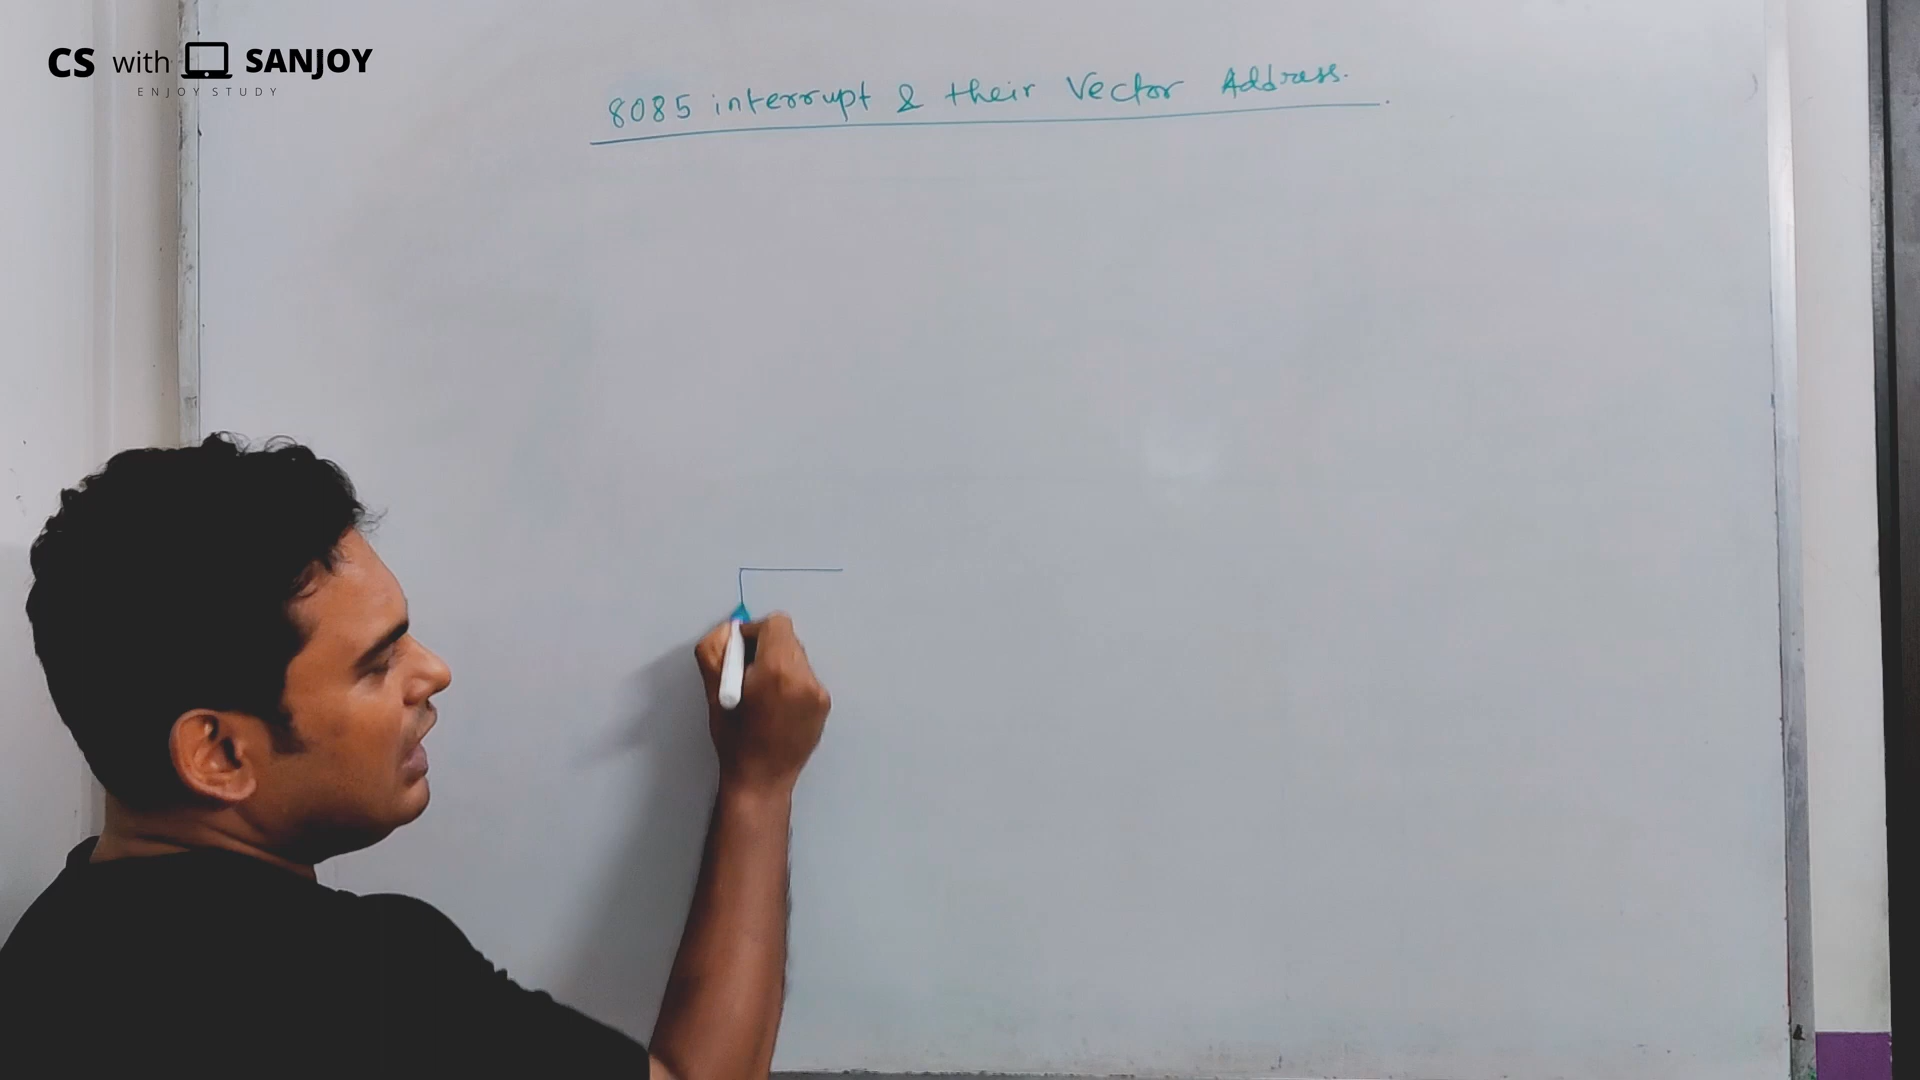 CS with SANJOY
ENJOY STUDY
8085 interrupt & their Vector Address.